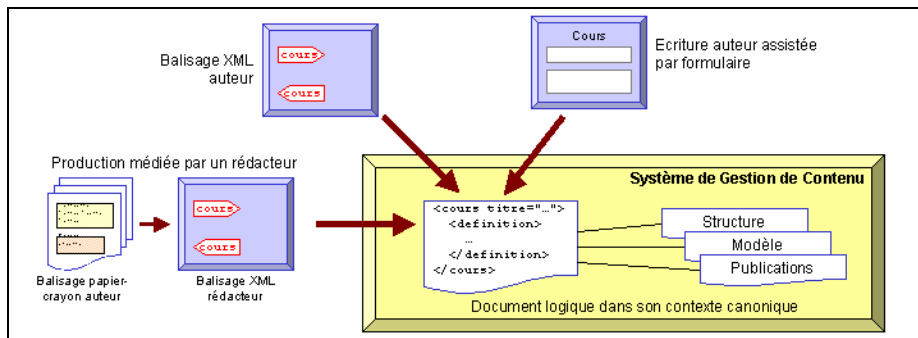 Balisage XML
auteur
cours
cours
Cours
Ecriture auteur assistée
par formulaire
Production médiée par un rédacteur
cours
cours
Balisage papier-
crayon auteur
Balisage XML
rédacteur
Système de Gestion de Contenu
<cours titre="…">
<definition>
…
</definition>
</cours>
Structure
Modèle
Publications
Document logique dans son contexte canonique